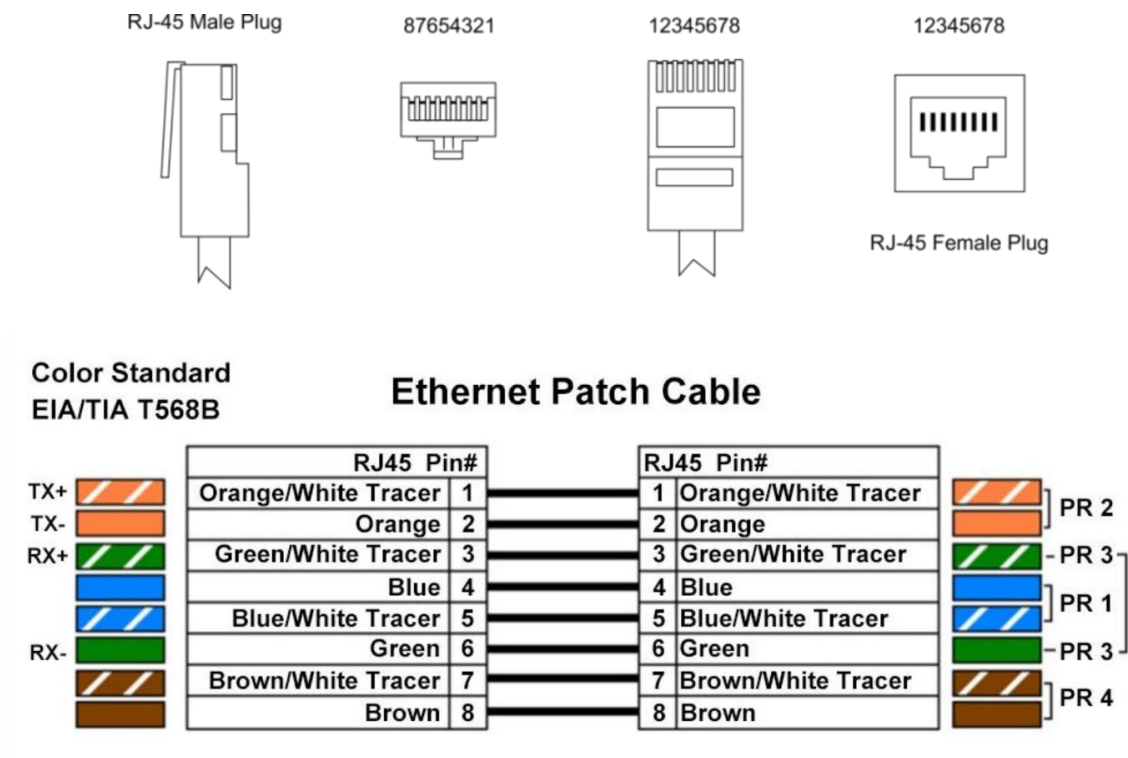 RJ-45 Male Plug
87654321
12345678
12345678
RJ-45 Female Plug
Color Standard
EIA/TIA T568B
Ethernet Patch Cable
RJ45 Pin#
RJ45 Pin#
TX+ Orange/White Tracer 1 1 Orange/White Tracer
PR 2
TX- Orange 2 2 Orange
RX+ Green/White Tracer 3 3 Green/White Tracer PR 3
Blue 4 4 Blue
PR 1
Blue/White Tracer 5 5 Blue/White Tracer
RX- Green 6 6 Green PR 3
Brown/White Tracer 7 7 Brown/White Tracer
PR 4
Brown 8 8 Brown